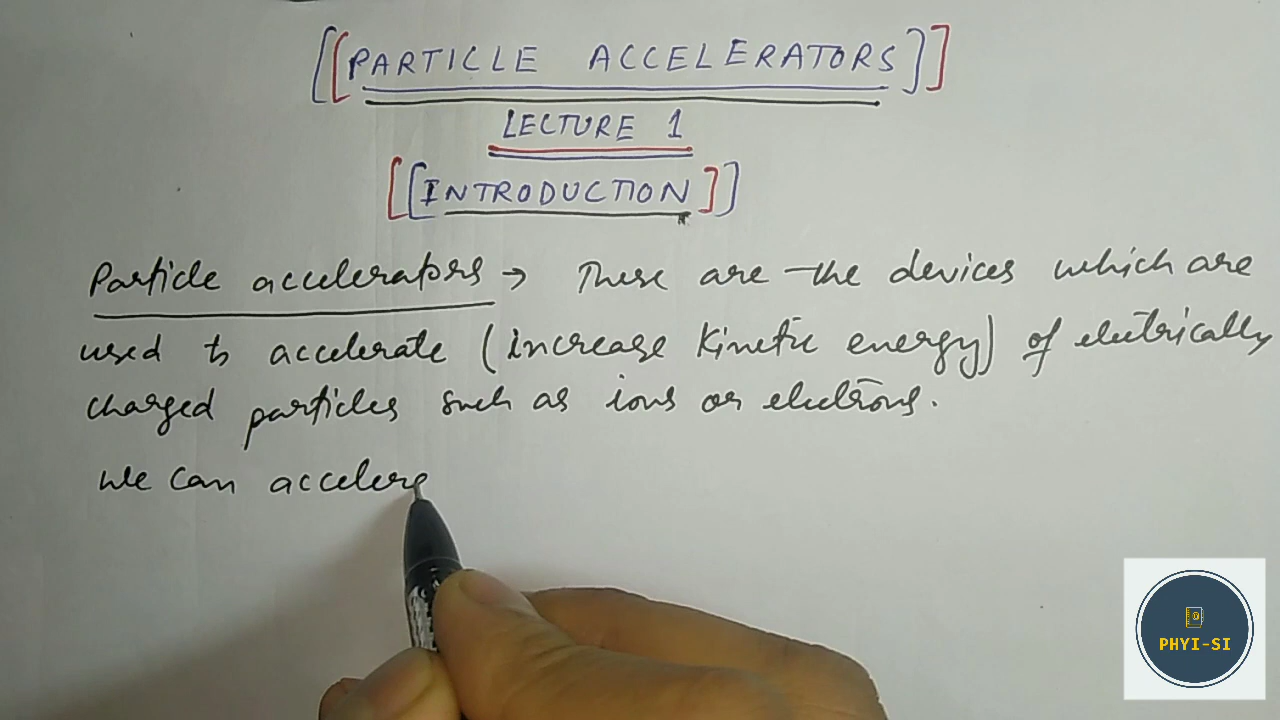 [[PARTICLE ACCELERATORS]]
LECTURE 1
[[INTRODUCTION]]
Particle accelerators → These are the devices which are
used to accelerate (increase kinetic energy) of electrically
charged particles such as ions or electrons.
We can accelera
PHYI-SI